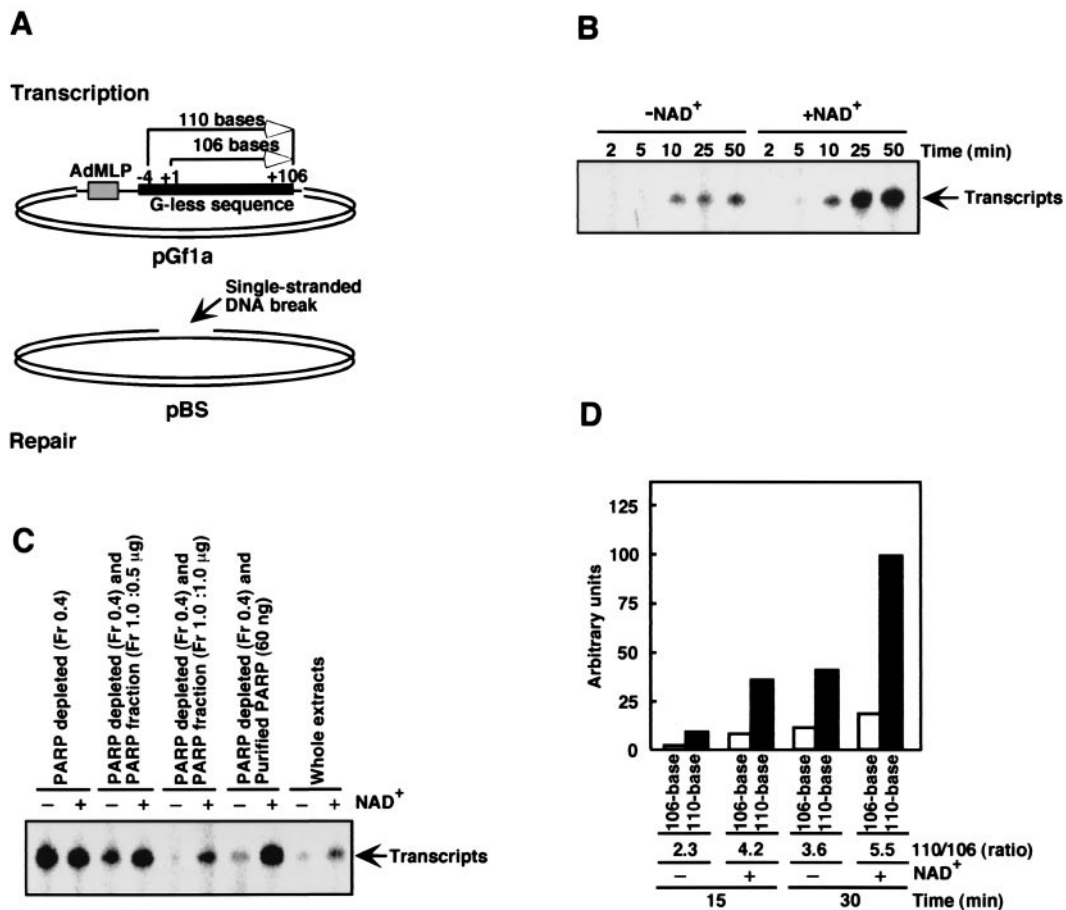 A
Transcription
110 bases
106 bases
AdMLP
-4 +1 +106
G-less sequence
pGf1a
Single-stranded
DNA break
pBS
Repair
B
-NAD+ +NAD+
2 5 10 25 50 2 5 10 25 50 Time (min)
Transcripts
C
PARP depleted (Fr 0.4)
PARP depleted (Fr 0.4) and
PARP fraction (Fr 1.0 :0.5 µg)
PARP depleted (Fr 0.4) and
PARP fraction (Fr 1.0 :1.0 µg)
PARP depleted (Fr 0.4) and
Purified PARP (60 ng)
Whole extracts
– + – + – + – + – + NAD+
Transcripts
D
Arbitrary units
125
100
75
50
25
0
106-base
110-base
106-base
110-base
106-base
110-base
106-base
110-base
2.3 4.2 3.6 5.5 110/106 (ratio)
– + – + NAD+
15 30 Time (min)